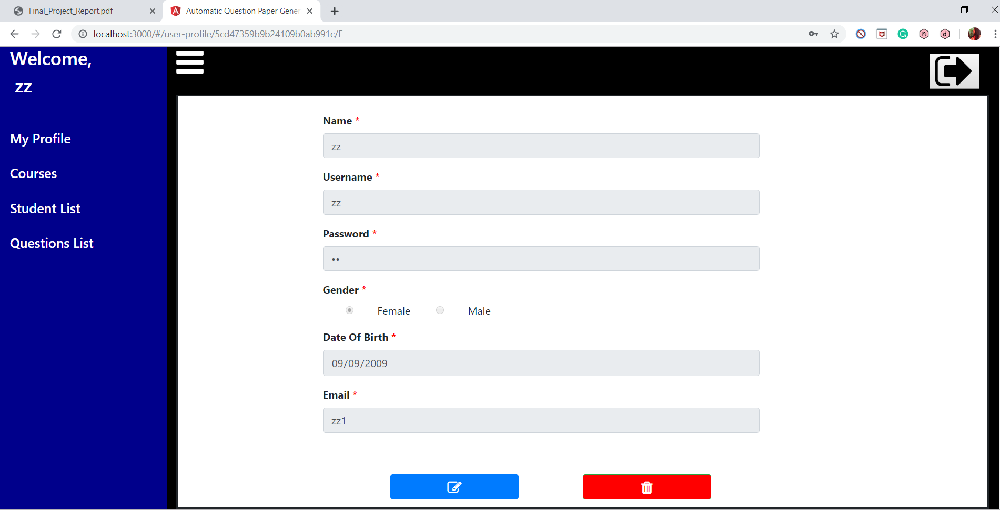 Final_Project_Report.pdf
Automatic Question Paper Gener
localhost:3000/#/user-profile/5cd47359b9b24109b0ab991c/F
Welcome,
zz
My Profile
Courses
Student List
Questions List
Name *
zz
Username *
zz
Password *
••
Gender *
Female Male
Date Of Birth *
09/09/2009
Email *
zz1